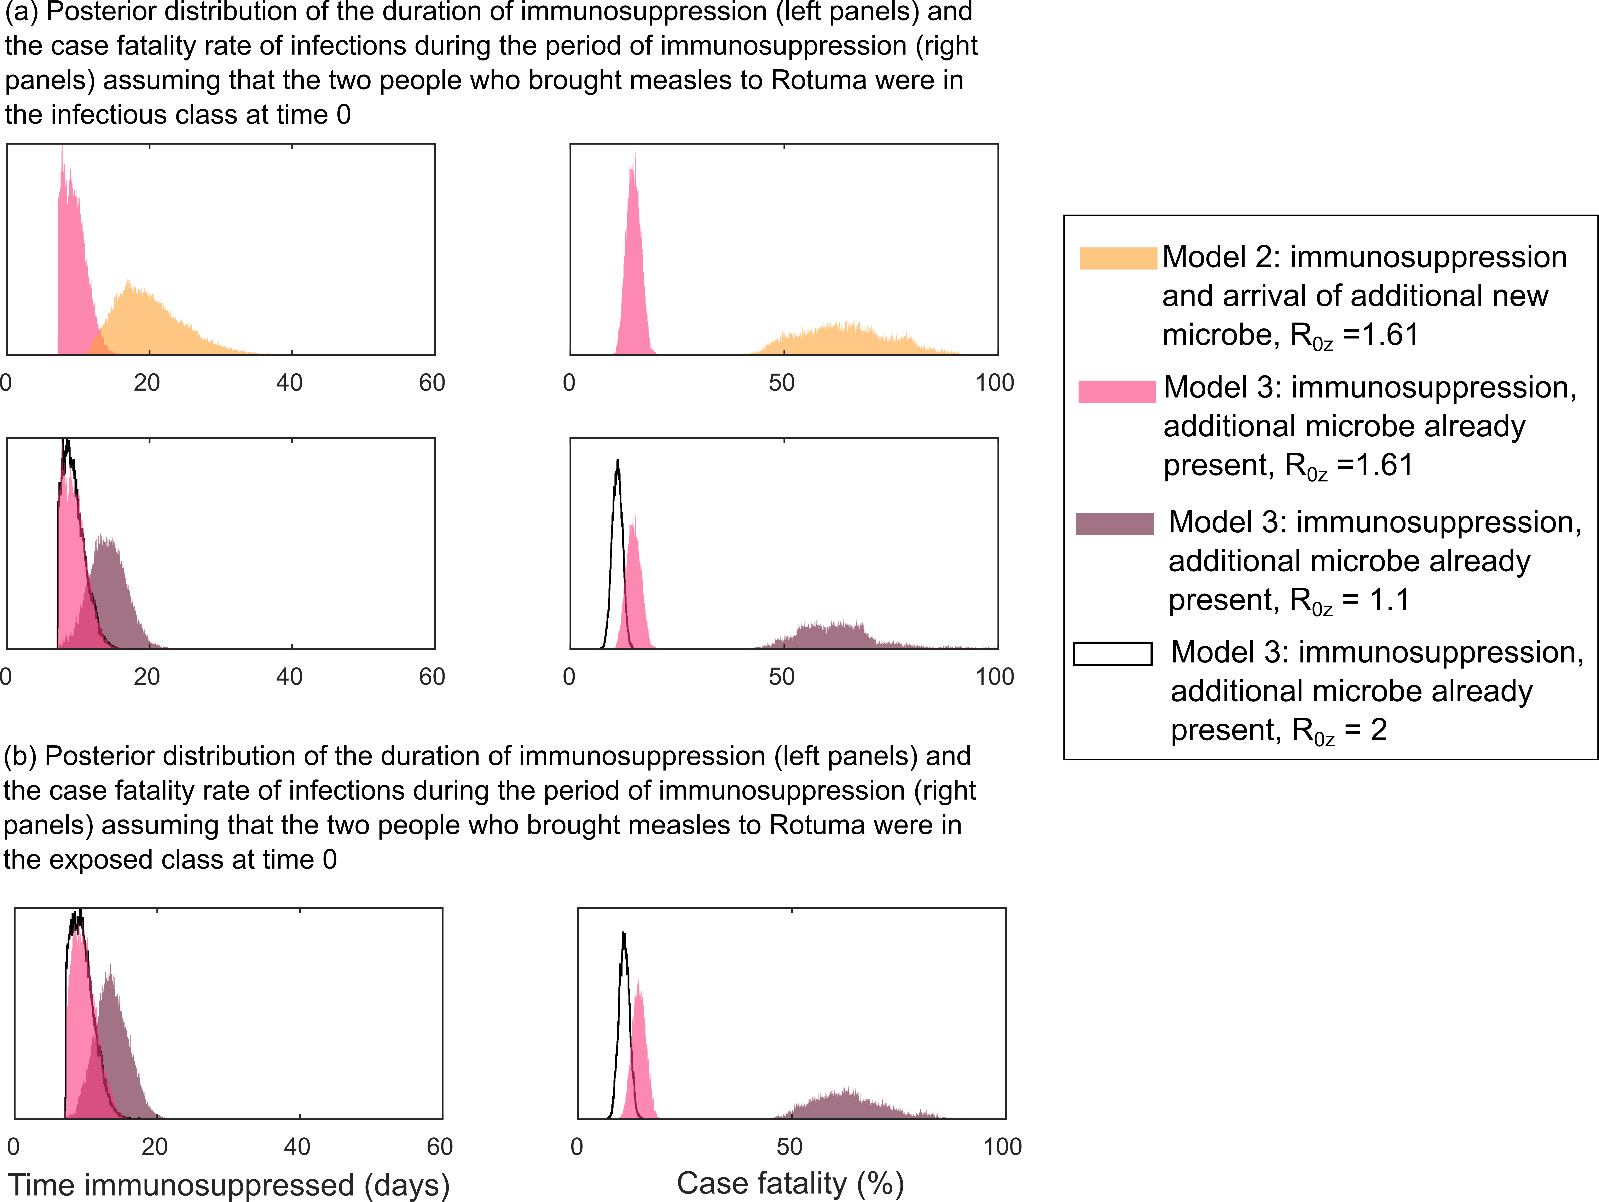 (a) Posterior distribution of the duration of immunosuppression (left panels) and
the case fatality rate of infections during the period of immunosuppression (right
panels) assuming that the two people who brought measles to Rotuma were in
the infectious class at time 0
0 20 40 60
0 50 100
0 20 40 60
0 50 100
Model 2: immunosuppression
and arrival of additional new
microbe, R0z =1.61
Model 3: immunosuppression,
additional microbe already
present, R0z =1.61
Model 3: immunosuppression,
additional microbe already
present, R0z = 1.1
Model 3: immunosuppression,
additional microbe already
present, R0z = 2
(b) Posterior distribution of the duration of immunosuppression (left panels) and
the case fatality rate of infections during the period of immunosuppression (right
panels) assuming that the two people who brought measles to Rotuma were in
the exposed class at time 0
0 20 40 60
Time immunosuppressed (days)
0 50 100
Case fatality (%)